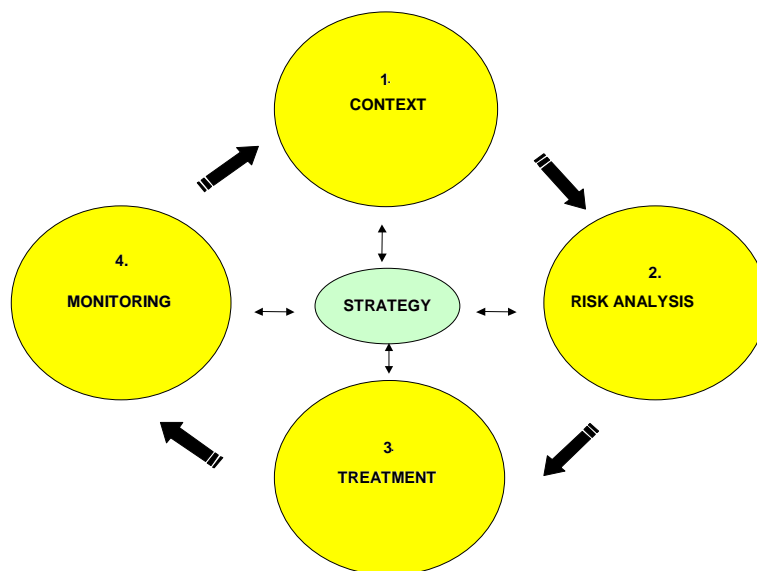 1.
CONTEXT
2.
RISK ANALYSIS
3.
TREATMENT
4.
MONITORING
STRATEGY